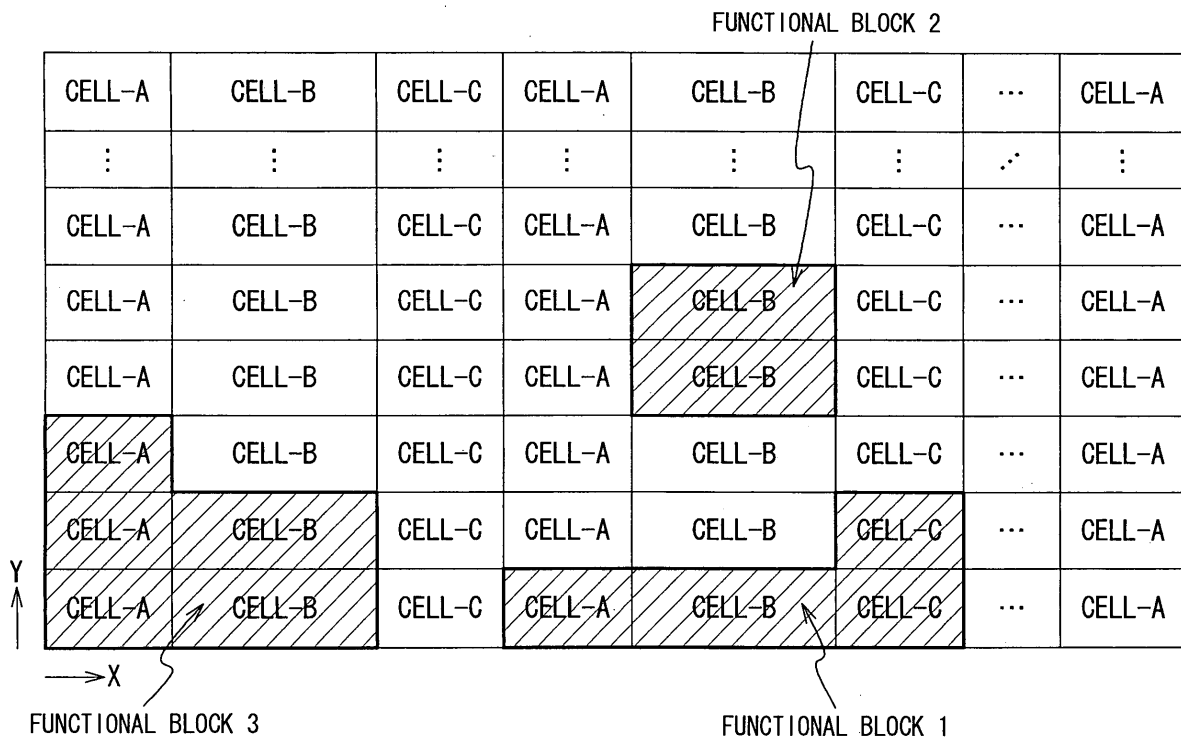 FUNCTIONAL BLOCK 2
CELL-A CELL-B CELL-C CELL-A CELL-B CELL-C ... CELL-A
⋮ ⋮ ⋮ ⋮ ⋮ ⋮ ⋰ ⋮
CELL-A CELL-B CELL-C CELL-A CELL-B CELL-C ... CELL-A
CELL-A CELL-B CELL-C CELL-A CELL-B CELL-C ... CELL-A
CELL-A CELL-B CELL-C CELL-A CELL-B CELL-C ... CELL-A
CELL-A CELL-B CELL-C CELL-A CELL-B CELL-C ... CELL-A
CELL-A CELL-B CELL-C CELL-A CELL-B CELL-C ... CELL-A
Y
CELL-A CELL-B CELL-C CELL-A CELL-B CELL-C ... CELL-A
X
FUNCTIONAL BLOCK 3 FUNCTIONAL BLOCK 1